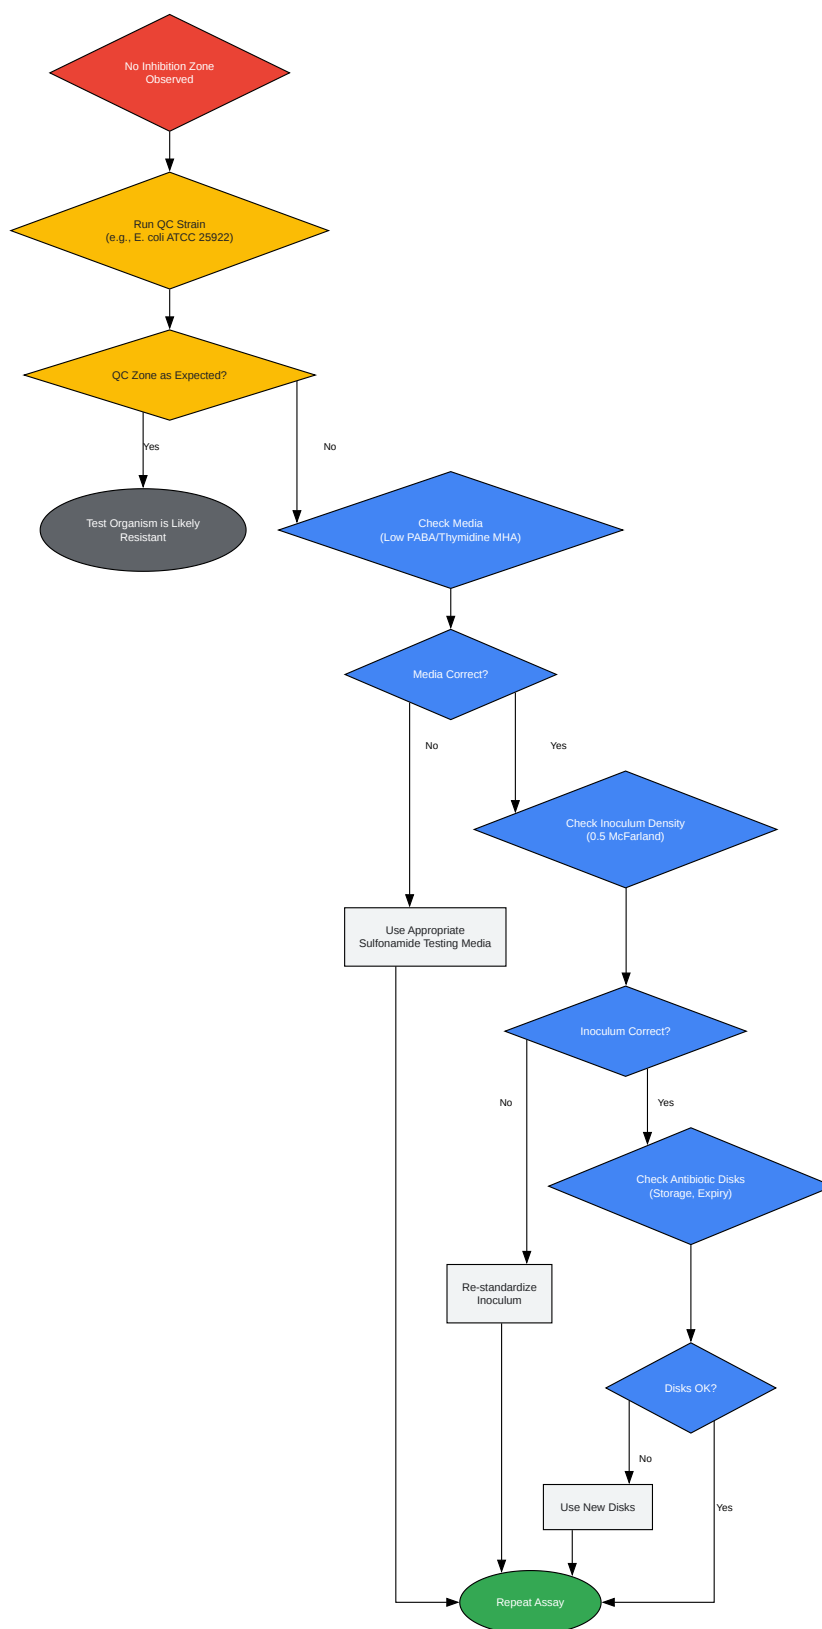 No Inhibition Zone
Observed
Run QC Strain
(e.g., E. coli ATCC 25922)
QC Zone as Expected?
Yes
No
Test Organism is Likely
Resistant
Check Media
(Low PABA/Thymidine MHA)
Media Correct?
No
Yes
Check Inoculum Density
(0.5 McFarland)
Use Appropriate
Sulfonamide Testing Media
Inoculum Correct?
No
Yes
Check Antibiotic Disks
(Storage, Expiry)
Re-standardize
Inoculum
Disks OK?
No
Yes
Use New Disks
Repeat Assay